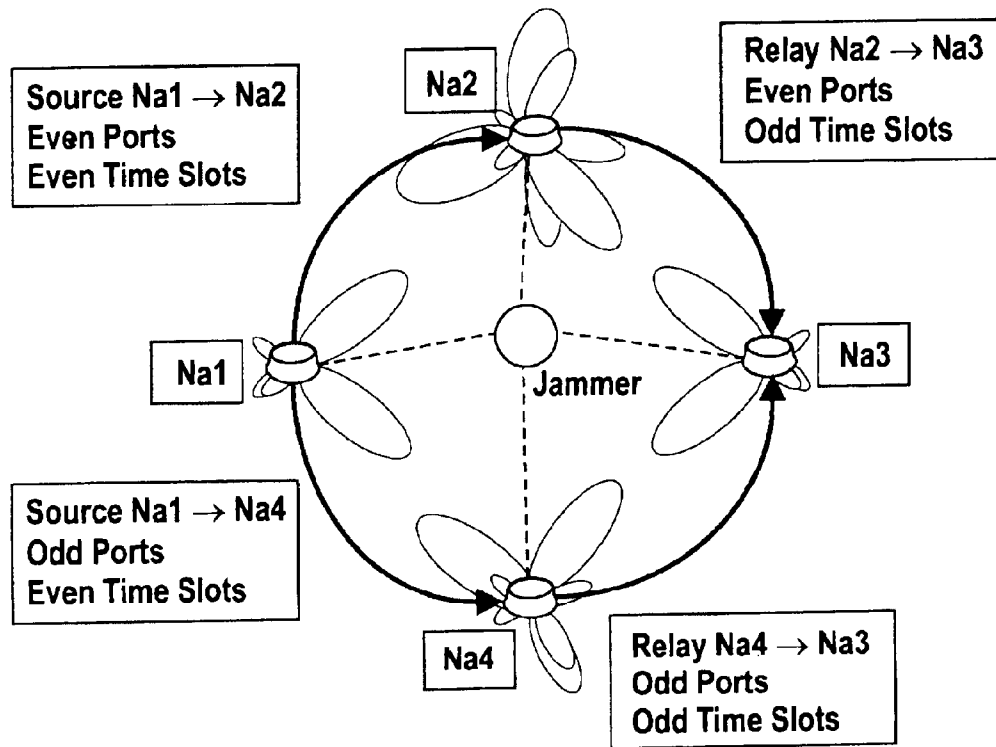 Source Na1 → Na2
Even Ports
Even Time Slots
Na2
Relay Na2 → Na3
Even Ports
Odd Time Slots
Na1
Jammer
Na3
Source Na1 → Na4
Odd Ports
Even Time Slots
Na4
Relay Na4 → Na3
Odd Ports
Odd Time Slots